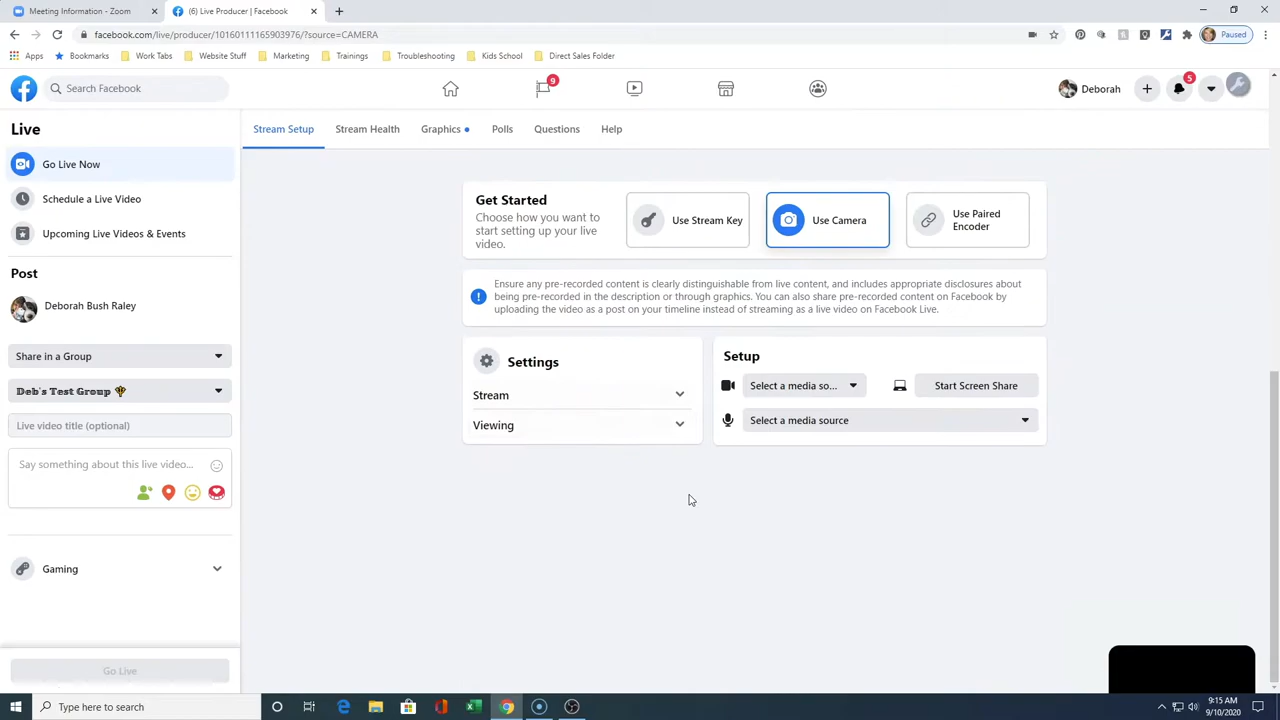 Meeting Information - Zoom
(6) Live Producer | Facebook
facebook.com/live/producer/10160111165903976/?source=CAMERA
Paused
Apps
Bookmarks
Work Tabs
Website Stuff
Marketing
Trainings
Troubleshooting
Kids School
Direct Sales Folder
Search Facebook
9
Deborah
5
Live
Go Live Now
Schedule a Live Video
Upcoming Live Videos & Events
Post
Deborah Bush Raley
Share in a Group
Deb's Test Group
Live video title (optional)
Say something about this live video...
Gaming
Go Live
Stream Setup
Stream Health
Graphics
Polls
Questions
Help
Get Started
Choose how you want to
start setting up your live
video.
Use Stream Key
Use Camera
Use Paired
Encoder
Ensure any pre-recorded content is clearly distinguishable from live content, and includes appropriate disclosures about
being pre-recorded in the description or through graphics. You can also share pre-recorded content on Facebook by
uploading the video as a post on your timeline instead of streaming as a live video on Facebook Live.
Settings
Stream
Viewing
Setup
Select a media so...
Start Screen Share
Select a media source
Type here to search
9:15 AM
9/10/2020